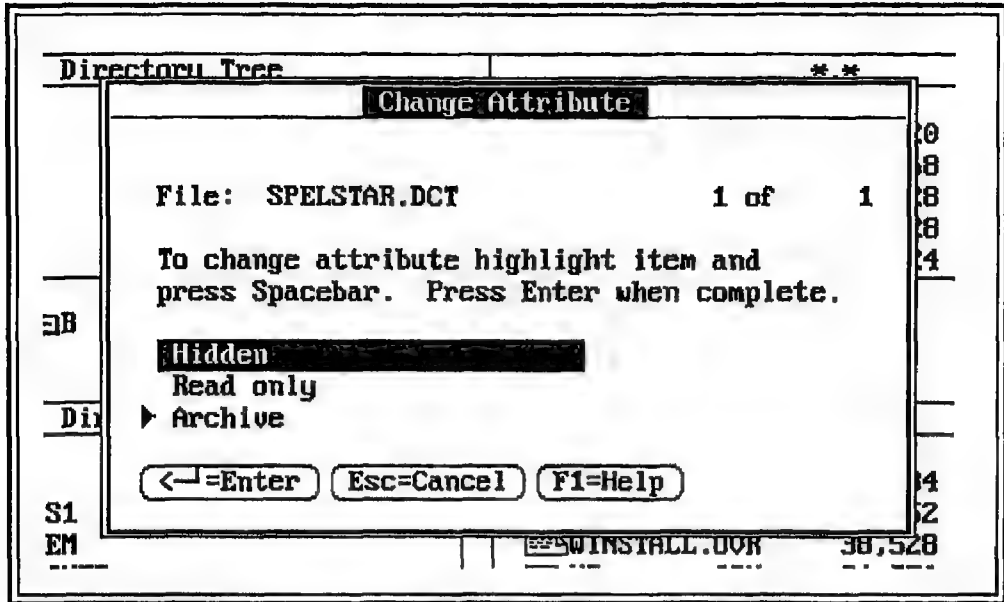 Directory Tree *.*
Change Attribute
File: SPELSTAR.DCT 1 of 1
To change attribute highlight item and
press Spacebar. Press Enter when complete.
B
Hidden
Read only
Archive
<┘=Enter Esc=Cancel F1=Help
S1
EM WINSTALL.OVR 38,528